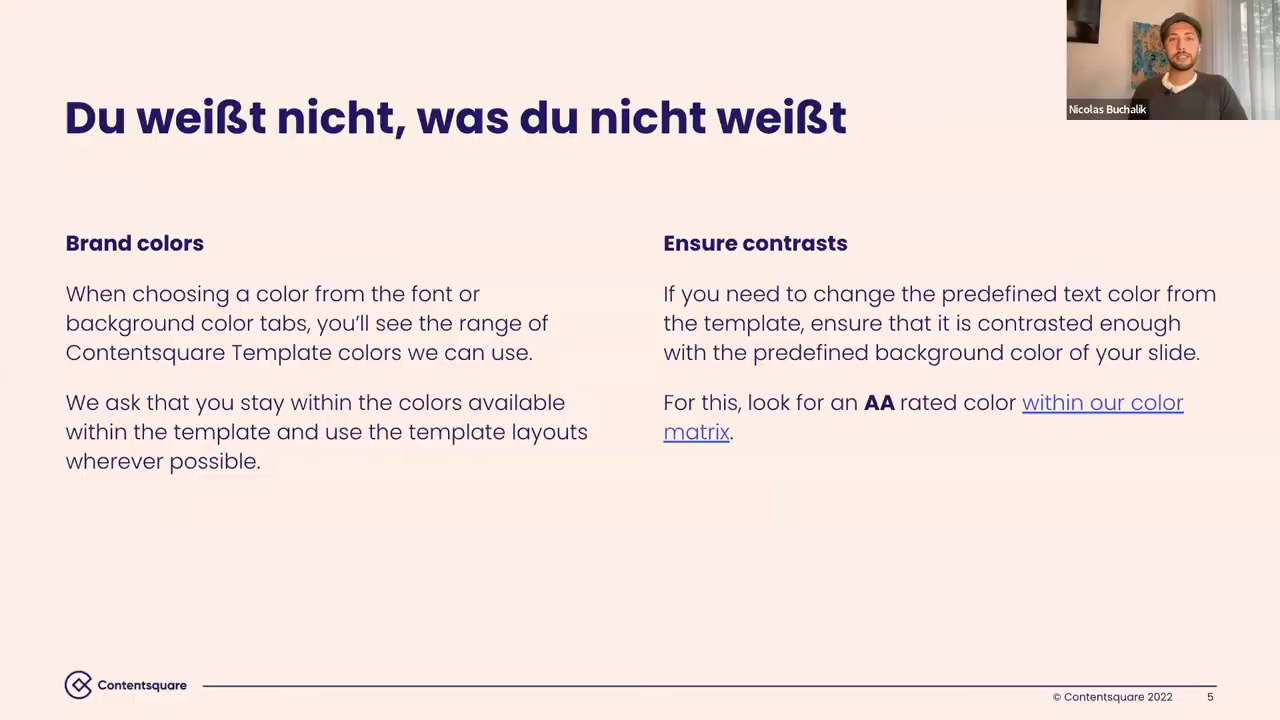 Du weißt nicht, was du nicht weißt
Nicolas Buchalik
Brand colors
When choosing a color from the font or
background color tabs, you’ll see the range of
Contentsquare Template colors we can use.
We ask that you stay within the colors available
within the template and use the template layouts
wherever possible.
Ensure contrasts
If you need to change the predefined text color from
the template, ensure that it is contrasted enough
with the predefined background color of your slide.
For this, look for an AA rated color within our color
matrix.
Contentsquare
© Contentsquare 2022
5